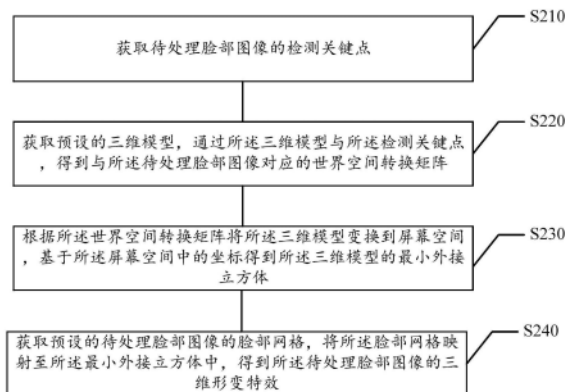 S210
获取待处理脸部图像的检测关键点
S220
获取预设的三维模型，通过所述三维模型与所述检测关键点
，得到与所述待处理脸部图像对应的世界空间转换矩阵
S230
根据所述世界空间转换矩阵将所述三维模型变换到屏幕空间
，基于所述屏幕空间中的坐标得到所述三维模型的最小外接
立方体
S240
获取预设的待处理脸部图像的脸部网格，将所述脸部网格映
射至所述最小外接立方体中，得到所述待处理脸部图像的三
维形变特效